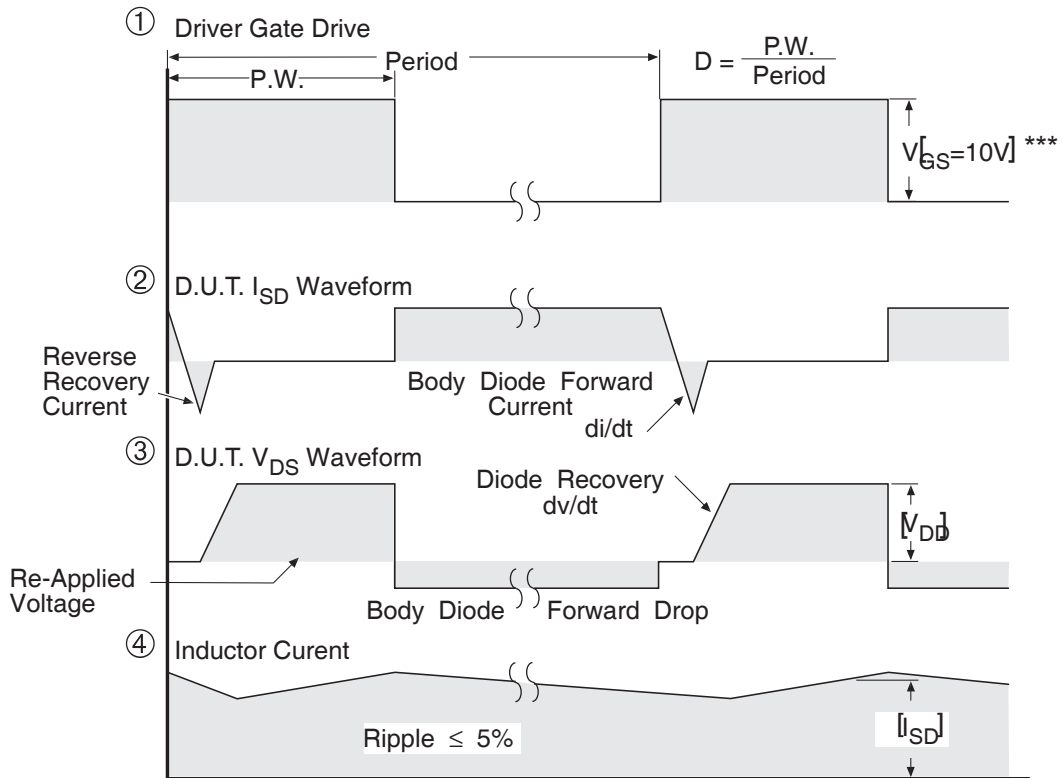 ① Driver Gate Drive
Period
P.W.
D = P.W.
Period
V[GS=10V] ***
② D.U.T. ISD Waveform
Reverse
Recovery
Current
Body Diode Forward
Current
di/dt
③ D.U.T. VDS Waveform
Diode Recovery
dv/dt
[VDD]
Re-Applied
Voltage
Body Diode Forward Drop
④ Inductor Curent
Ripple ≤ 5%
[ISD]